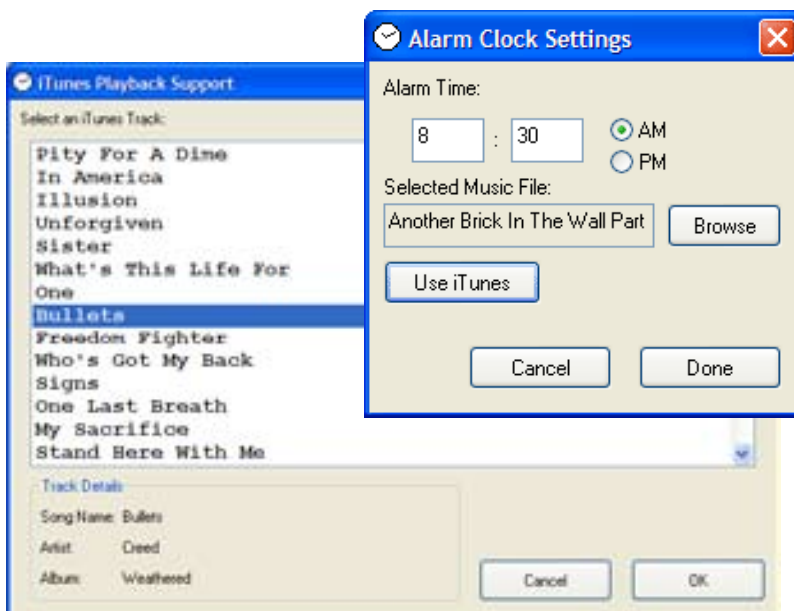 Alarm Clock Settings
Alarm Time:
8 : 30 AM
PM
Selected Music File:
Another Brick In The Wall Part Browse
Use iTunes
Cancel Done
iTunes Playback Support
Select an iTunes Track:
Pity For A Dime
In America
Illusion
Unforgiven
Sister
What's This Life For
One
Bullets
Freedom Fighter
Who's Got My Back
Signs
One Last Breath
My Sacrifice
Stand Here With Me
Track Details
Song Name: Bullets
Artist: Creed
Album: Weathered
Cancel OK